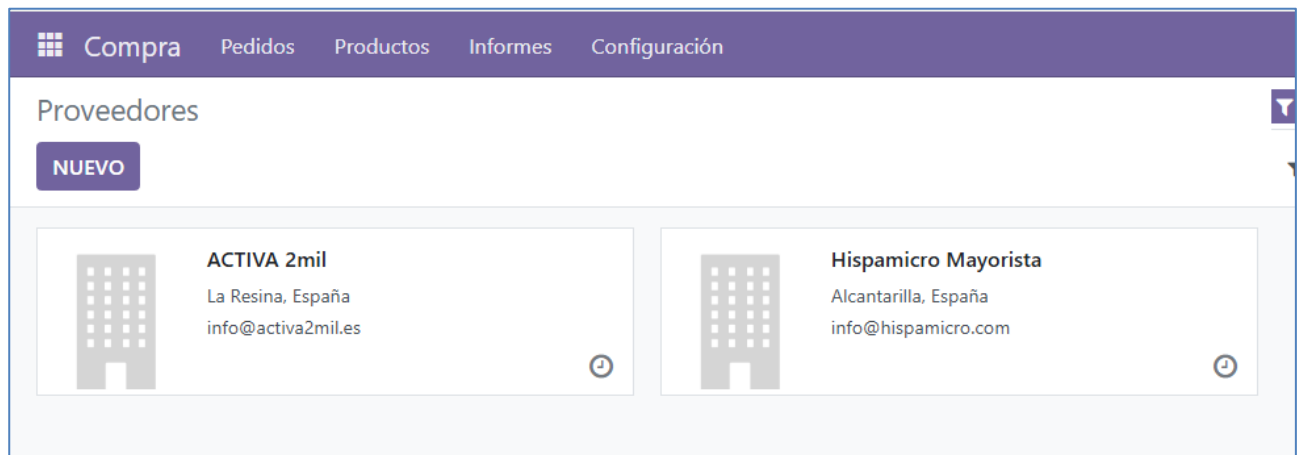 Compra Pedidos Productos Informes Configuración
Proveedores
NUEVO
ACTIVA 2mil
La Resina, España
info@activa2mil.es
Hispamicro Mayorista
Alcantarilla, España
info@hispamicro.com